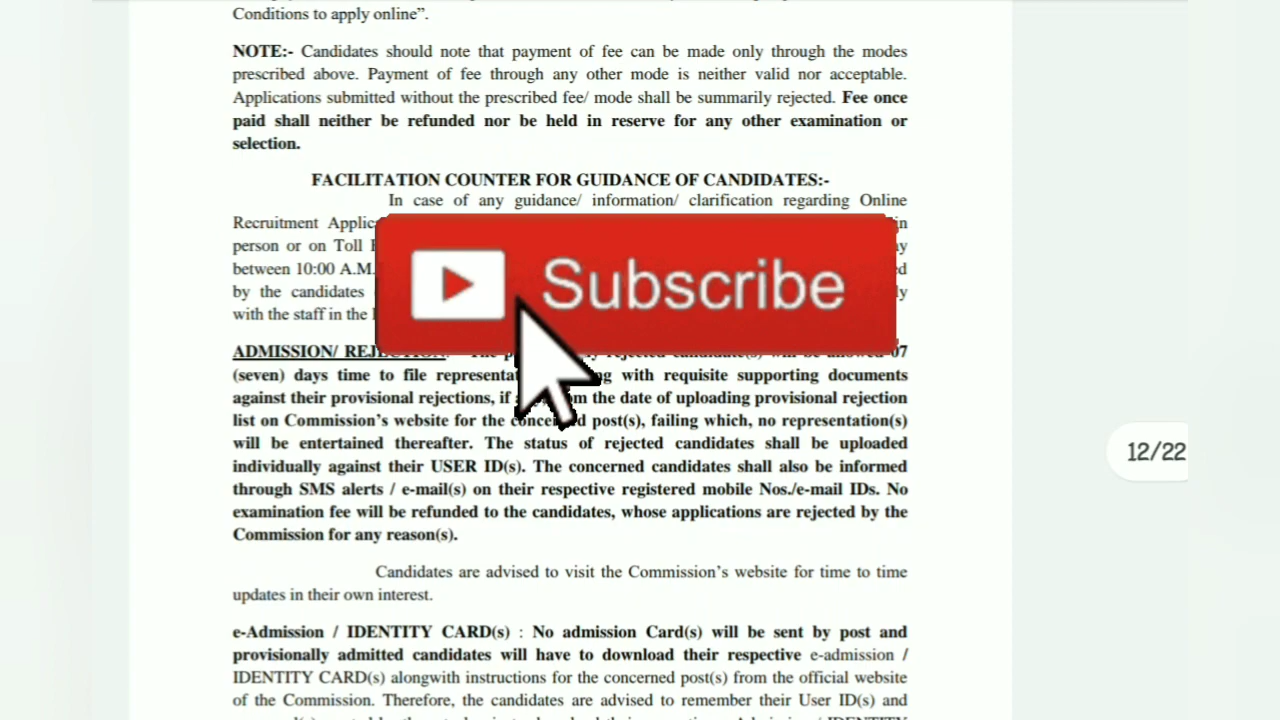 Conditions to apply online”.
NOTE:- Candidates should note that payment of fee can be made only through the modes
prescribed above. Payment of fee through any other mode is neither valid nor acceptable.
Applications submitted without the prescribed fee/ mode shall be summarily rejected. Fee once
paid shall neither be refunded nor be held in reserve for any other examination or
selection.
FACILITATION COUNTER FOR GUIDANCE OF CANDIDATES:-
In case of any guidance/ information/ clarification regarding Online
Recruitment
person or on Toll
between 10:00 A.M.
by the candidates
with the staff in the
Subscribe
ADMISSION/ 07
(seven) days time to file with requisite supporting documents
against their provisional rejections, if the date of uploading provisional rejection
list on Commission’s website for the post(s), failing which, no representation(s)
will be entertained thereafter. The status of rejected candidates shall be uploaded
individually against their USER ID(s). The concerned candidates shall also be informed
through SMS alerts / e-mail(s) on their respective registered mobile Nos./e-mail IDs. No
examination fee will be refunded to the candidates, whose applications are rejected by the
Commission for any reason(s).
12/22
Candidates are advised to visit the Commission’s website for time to time
updates in their own interest.
e-Admission / IDENTITY CARD(s) : No admission Card(s) will be sent by post and
provisionally admitted candidates will have to download their respective e-admission /
IDENTITY CARD(s) alongwith instructions for the concerned post(s) from the official website
of the Commission. Therefore, the candidates are advised to remember their User ID(s) and